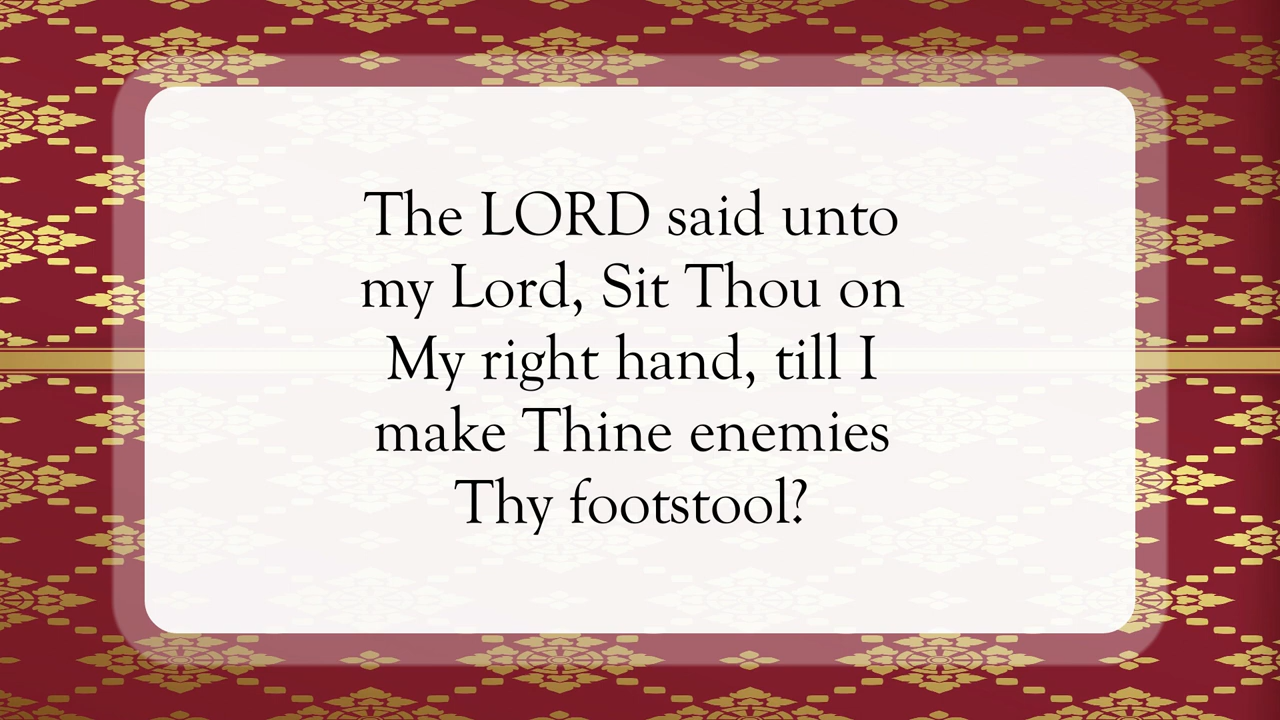 The LORD said unto
my Lord, Sit Thou on
My right hand, till I
make Thine enemies
Thy footstool?